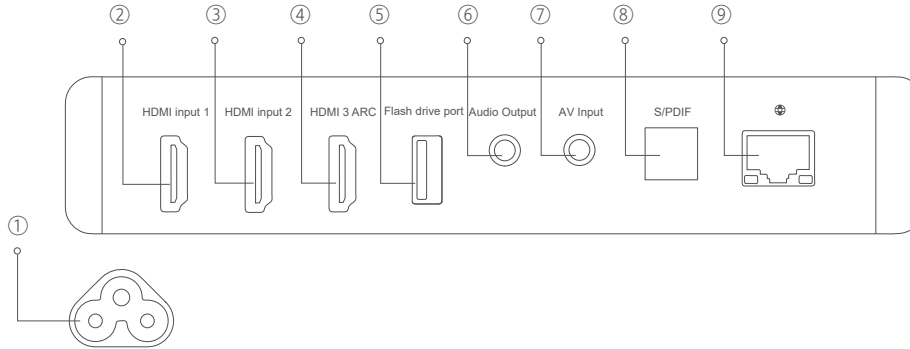 ② ③ ④ ⑤ ⑥ ⑦ ⑧ ⑨
HDMI input 1 HDMI input 2 HDMI 3 ARC Flash drive port Audio Output AV Input S/PDIF
①